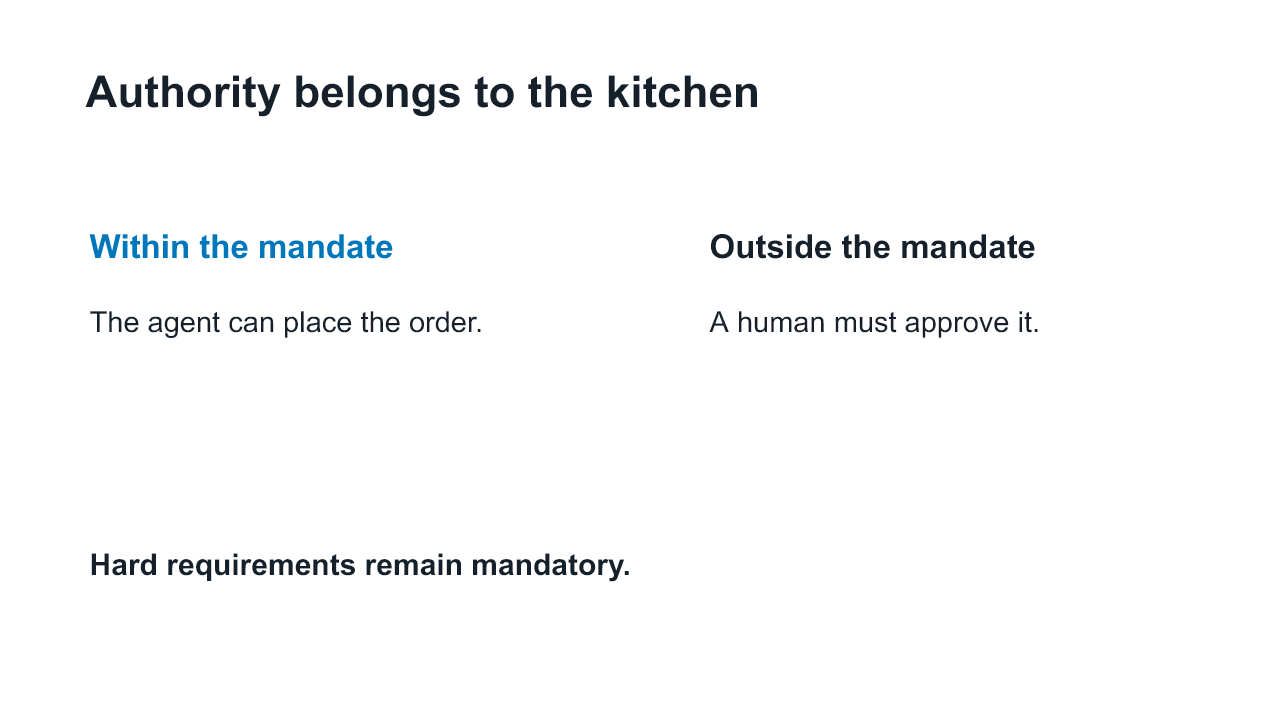 Authority belongs to the kitchen
Within the mandate
The agent can place the order.
Outside the mandate
A human must approve it.
Hard requirements remain mandatory.